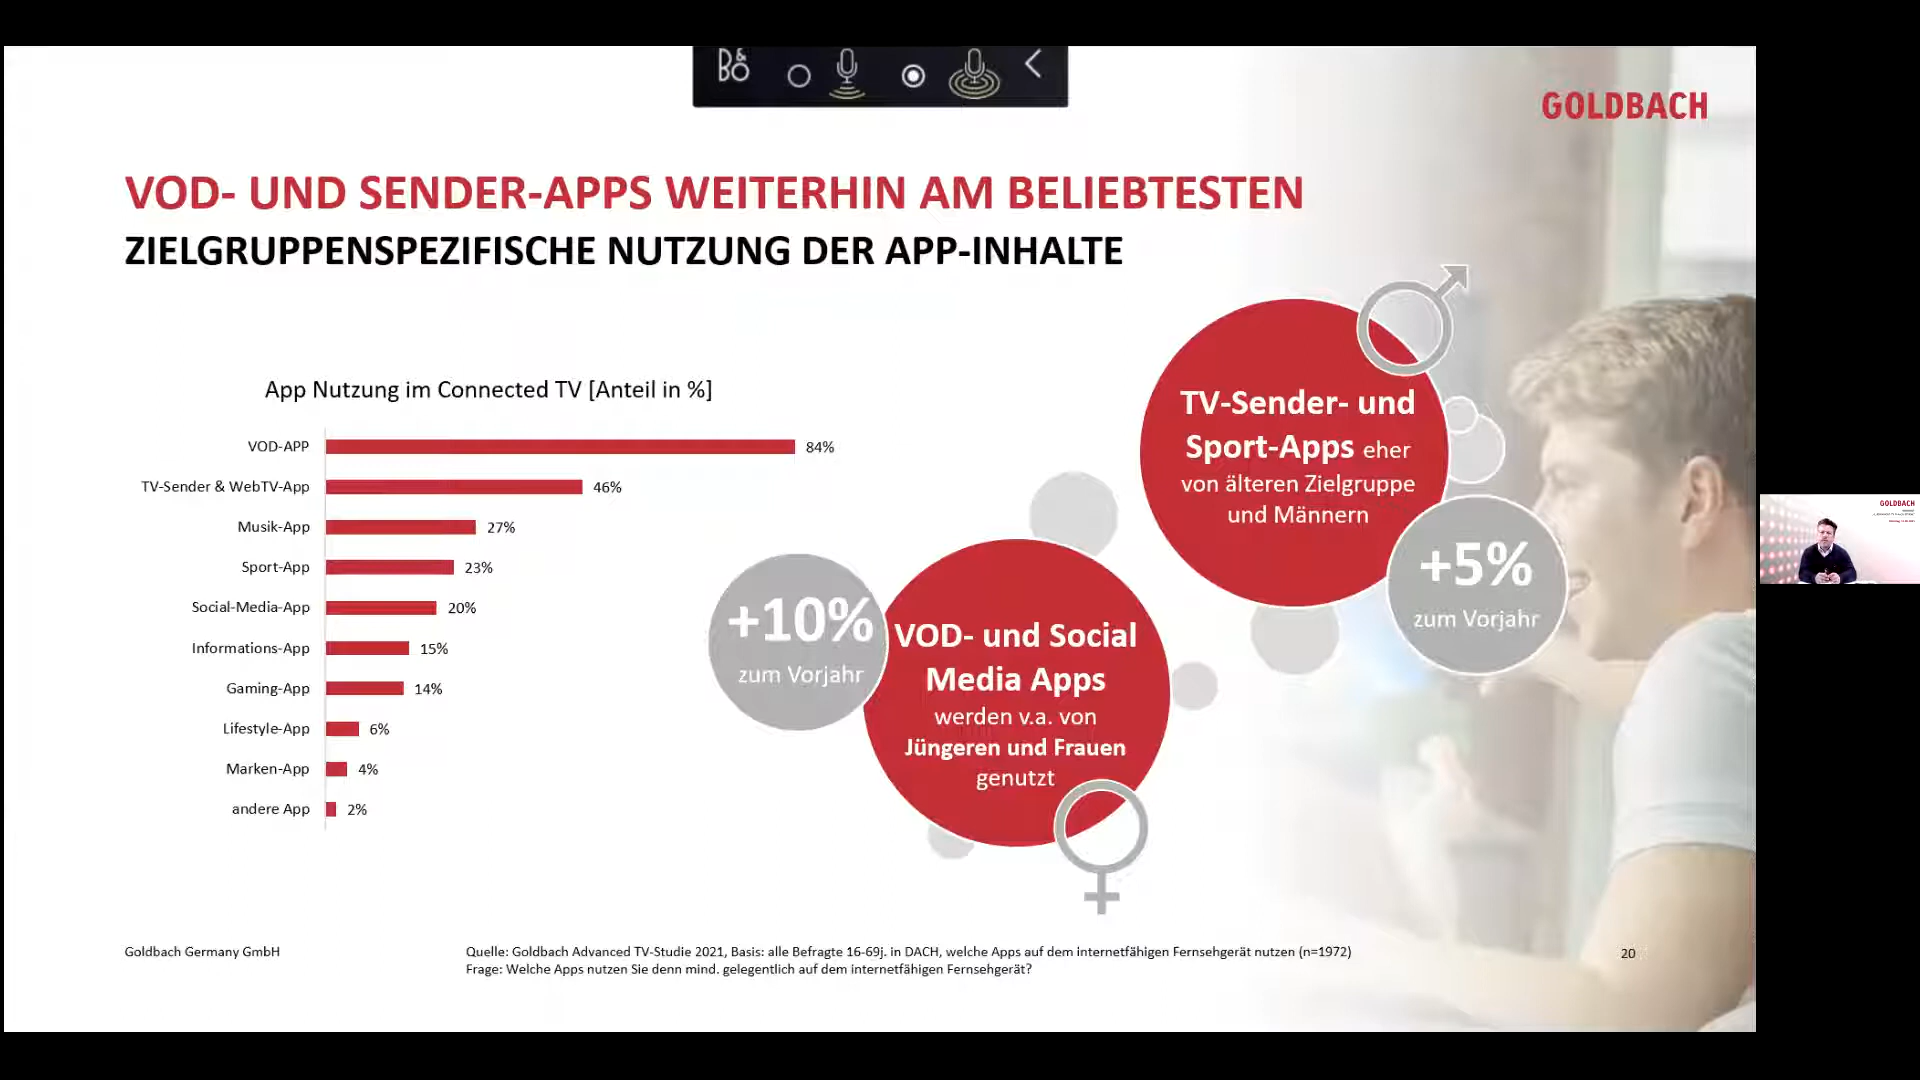 GOLDBACH
VOD- UND SENDER-APPS WEITERHIN AM BELIEBTESTEN
ZIELGRUPPENSPEZIFISCHE NUTZUNG DER APP-INHALTE
App Nutzung im Connected TV [Anteil in %]
VOD-APP 84%
TV-Sender & WebTV-App 46%
Musik-App 27%
Sport-App 23%
Social-Media-App 20%
Informations-App 15%
Gaming-App 14%
Lifestyle-App 6%
Marken-App 4%
andere App 2%
TV-Sender- und
Sport-Apps eher
von älteren Zielgruppe
und Männern
+5%
zum Vorjahr
+10%
zum Vorjahr
VOD- und Social
Media Apps
werden v.a. von
Jüngeren und Frauen
genutzt
Goldbach Germany GmbH
Quelle: Goldbach Advanced TV-Studie 2021, Basis: alle Befragte 16-69j. in DACH, welche Apps auf dem internetfähigen Fernsehgerät nutzen (n=1972)
Frage: Welche Apps nutzen Sie denn mind. gelegentlich auf dem internetfähigen Fernsehgerät?
20
B&O
GOLDBACH